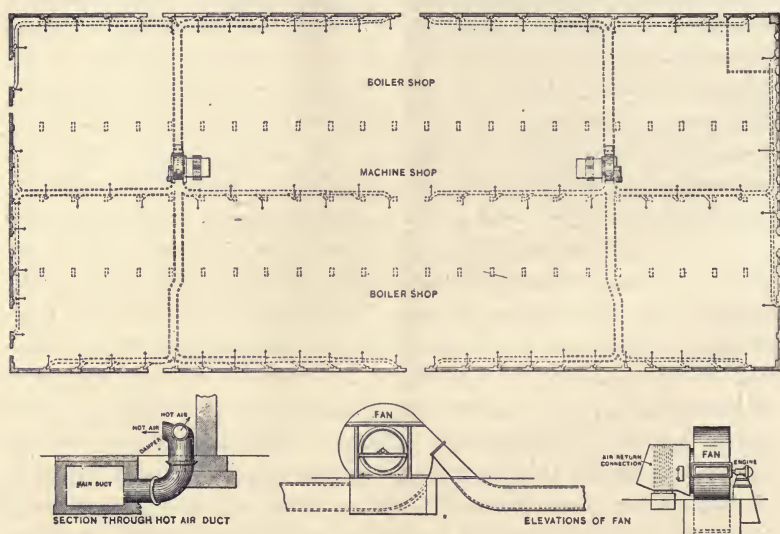 BOILER SHOP
MACHINE SHOP
BOILER SHOP
HOT AIR
HOT AIR
DAMPER
MAIN DUCT
SECTION THROUGH HOT AIR DUCT
FAN
AIR RETURN
CONNECTION
FAN
ENGINE
ELEVATIONS OF FAN